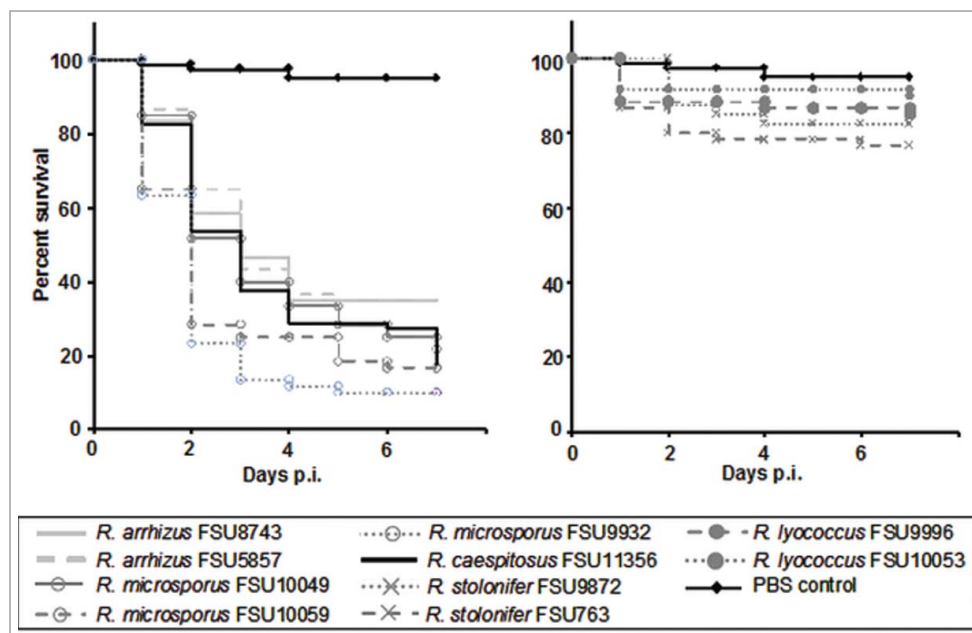 100
80
60
40
20
0
Percent survival
0 2 4 6
Days p.i.
100
80
60
40
20
0
0 2 4 6
Days p.i.
R. arrhizus FSU8743
R. arrhizus FSU5857
R. microsporus FSU10049
R. microsporus FSU10059
R. microsporus FSU9932
R. caespitosus FSU11356
R. stolonifer FSU9872
R. stolonifer FSU763
R. lyococcus FSU9996
R. lyococcus FSU10053
PBS control